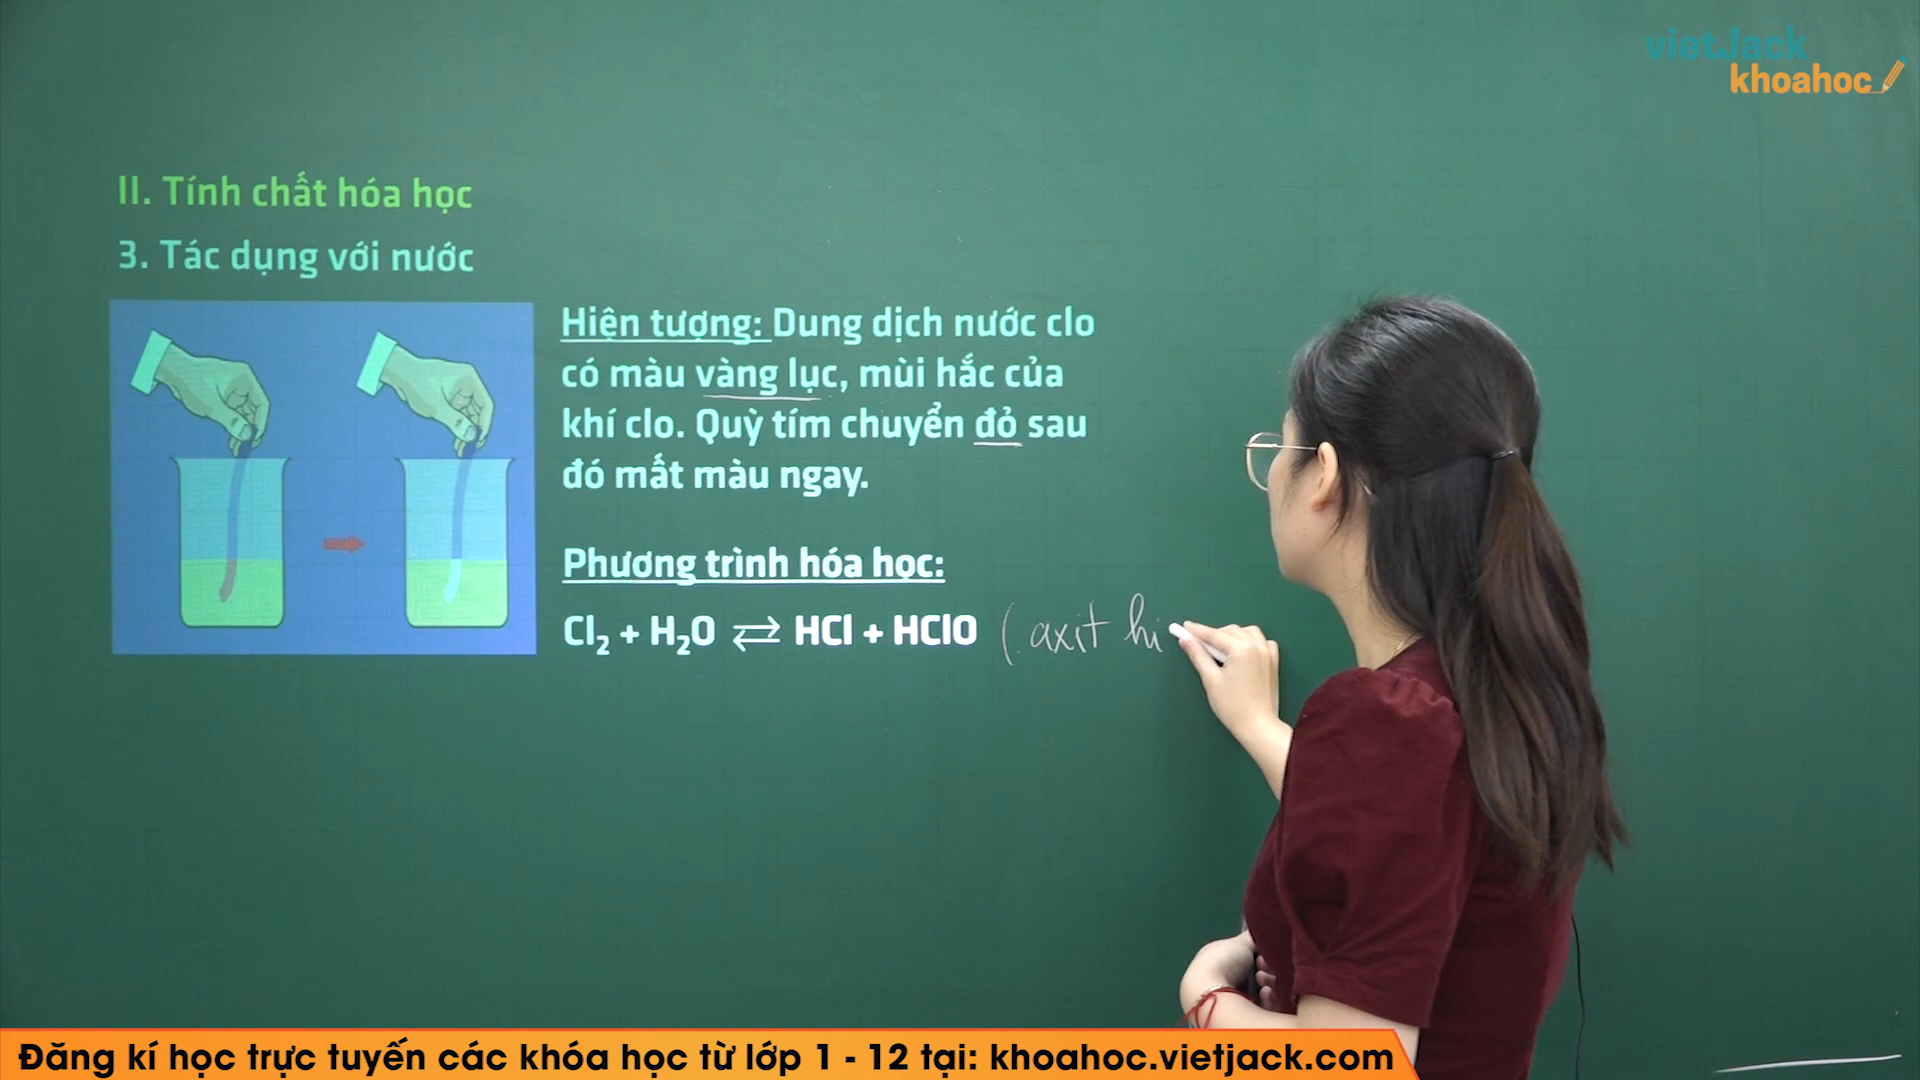 vietJack
khoahoc
II. Tính chất hóa học
3. Tác dụng với nước
Hiện tượng: Dung dịch nước clo
có màu vàng lục, mùi hắc của
khí clo. Quỳ tím chuyển đỏ sau
đó mất màu ngay.
Phương trình hóa học:
Cl₂ + H₂O ⇄ HCl + HClO (axit hi
Đăng kí học trực tuyến các khóa học từ lớp 1 - 12 tại: khoahoc.vietjack.com